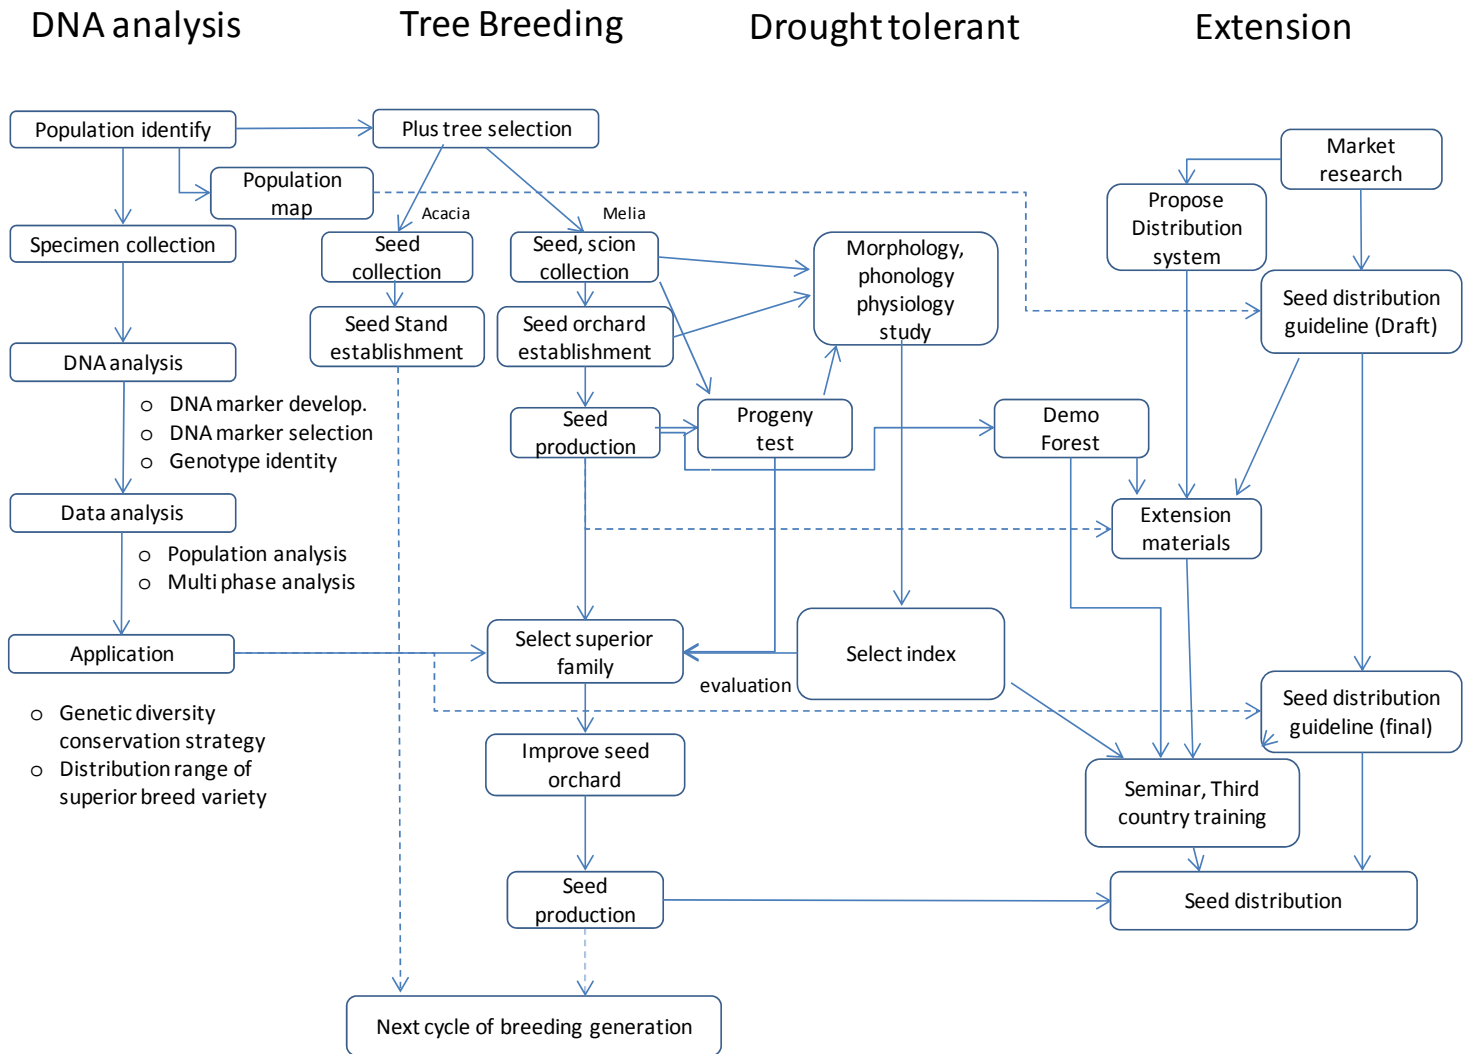 DNA analysis
Tree Breeding
Drought tolerant
Extension
Population identify
Plus tree selection
Market
research
Population
map
Acacia
Melia
Propose
Distribution
system
Specimen collection
Seed
collection
Seed, scion
collection
Morphology,
phonology
physiology
study
Seed Stand
establishment
Seed orchard
establishment
Seed distribution
guideline (Draft)
DNA analysis
o DNA marker develop.
o DNA marker selection
o Genotype identity
Seed
production
Progeny
test
Demo
Forest
Data analysis
o Population analysis
o Multi phase analysis
Extension
materials
Application
Select superior
family
evaluation
Select index
Seed distribution
guideline (final)
o Genetic diversity
conservation strategy
o Distribution range of
superior breed variety
Improve seed
orchard
Seminar, Third
country training
Seed
production
Seed distribution
Next cycle of breeding generation